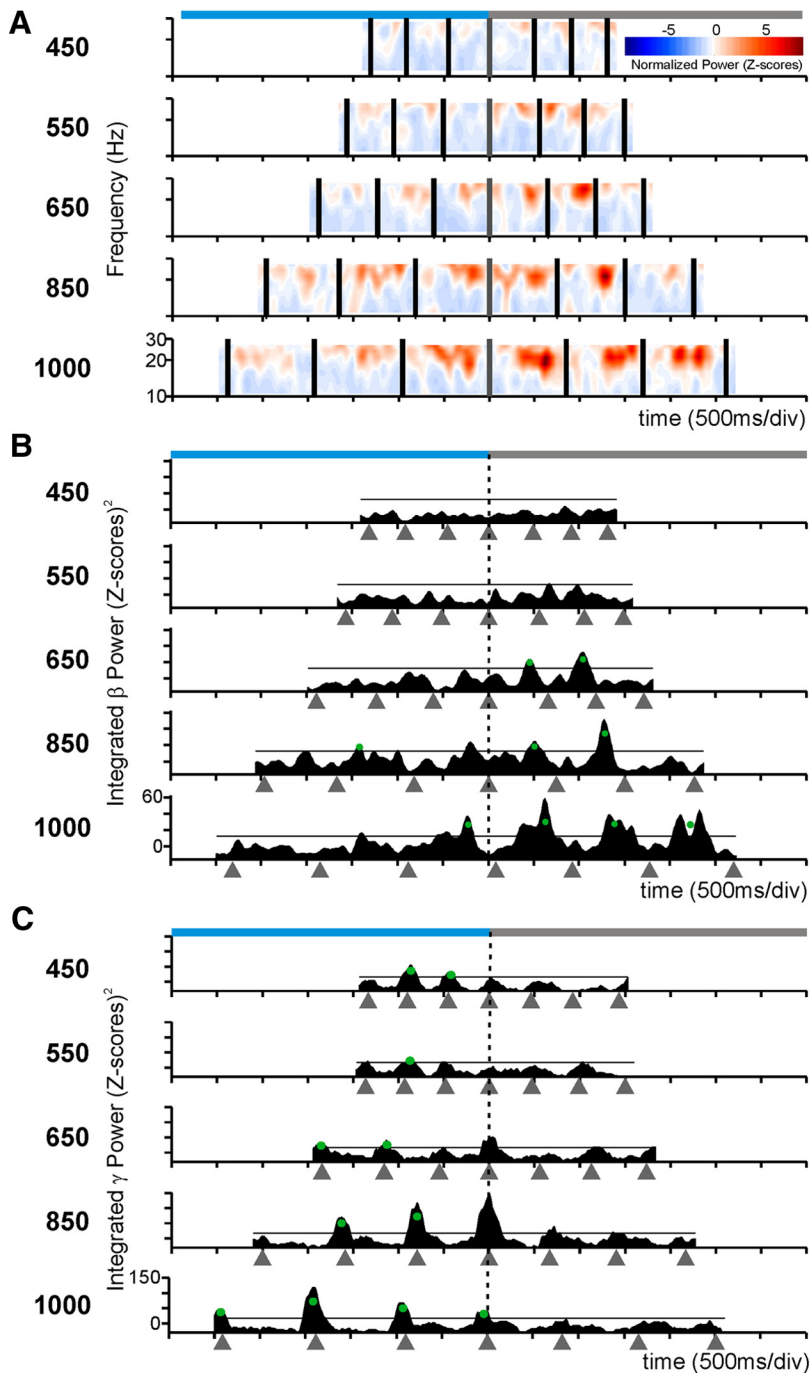 A
450
-5 0 5
Normalized Power (Z-scores)
550
650
850
1000
Frequency (Hz)
30
20
10
time (500ms/div)
B
450
550
650
850
1000
Integrated β Power (Z-scores)²
60
0
time (500ms/div)
C
450
550
650
850
1000
Integrated γ Power (Z-scores)²
150
0
time (500ms/div)